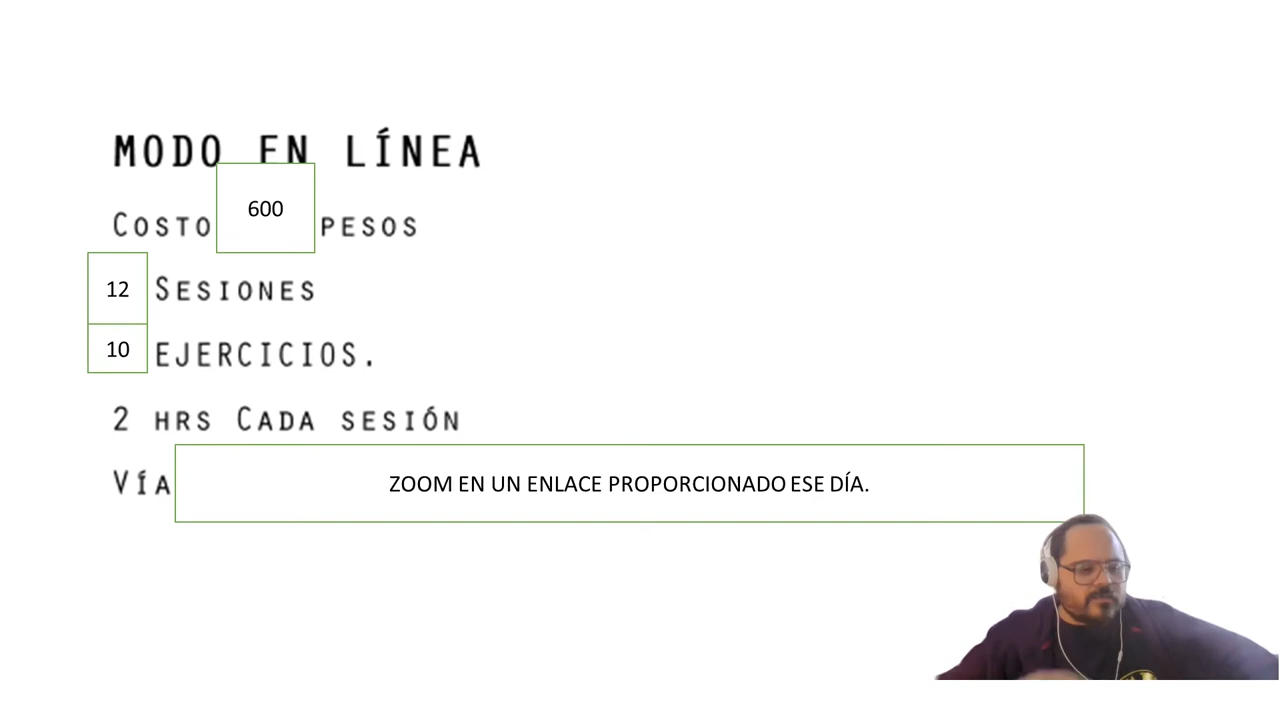 MODO EN LÍNEA
COSTO 600 PESOS
12 SESIONES
10 EJERCICIOS.
2 HRS CADA SESIÓN
VÍA ZOOM EN UN ENLACE PROPORCIONADO ESE DÍA.